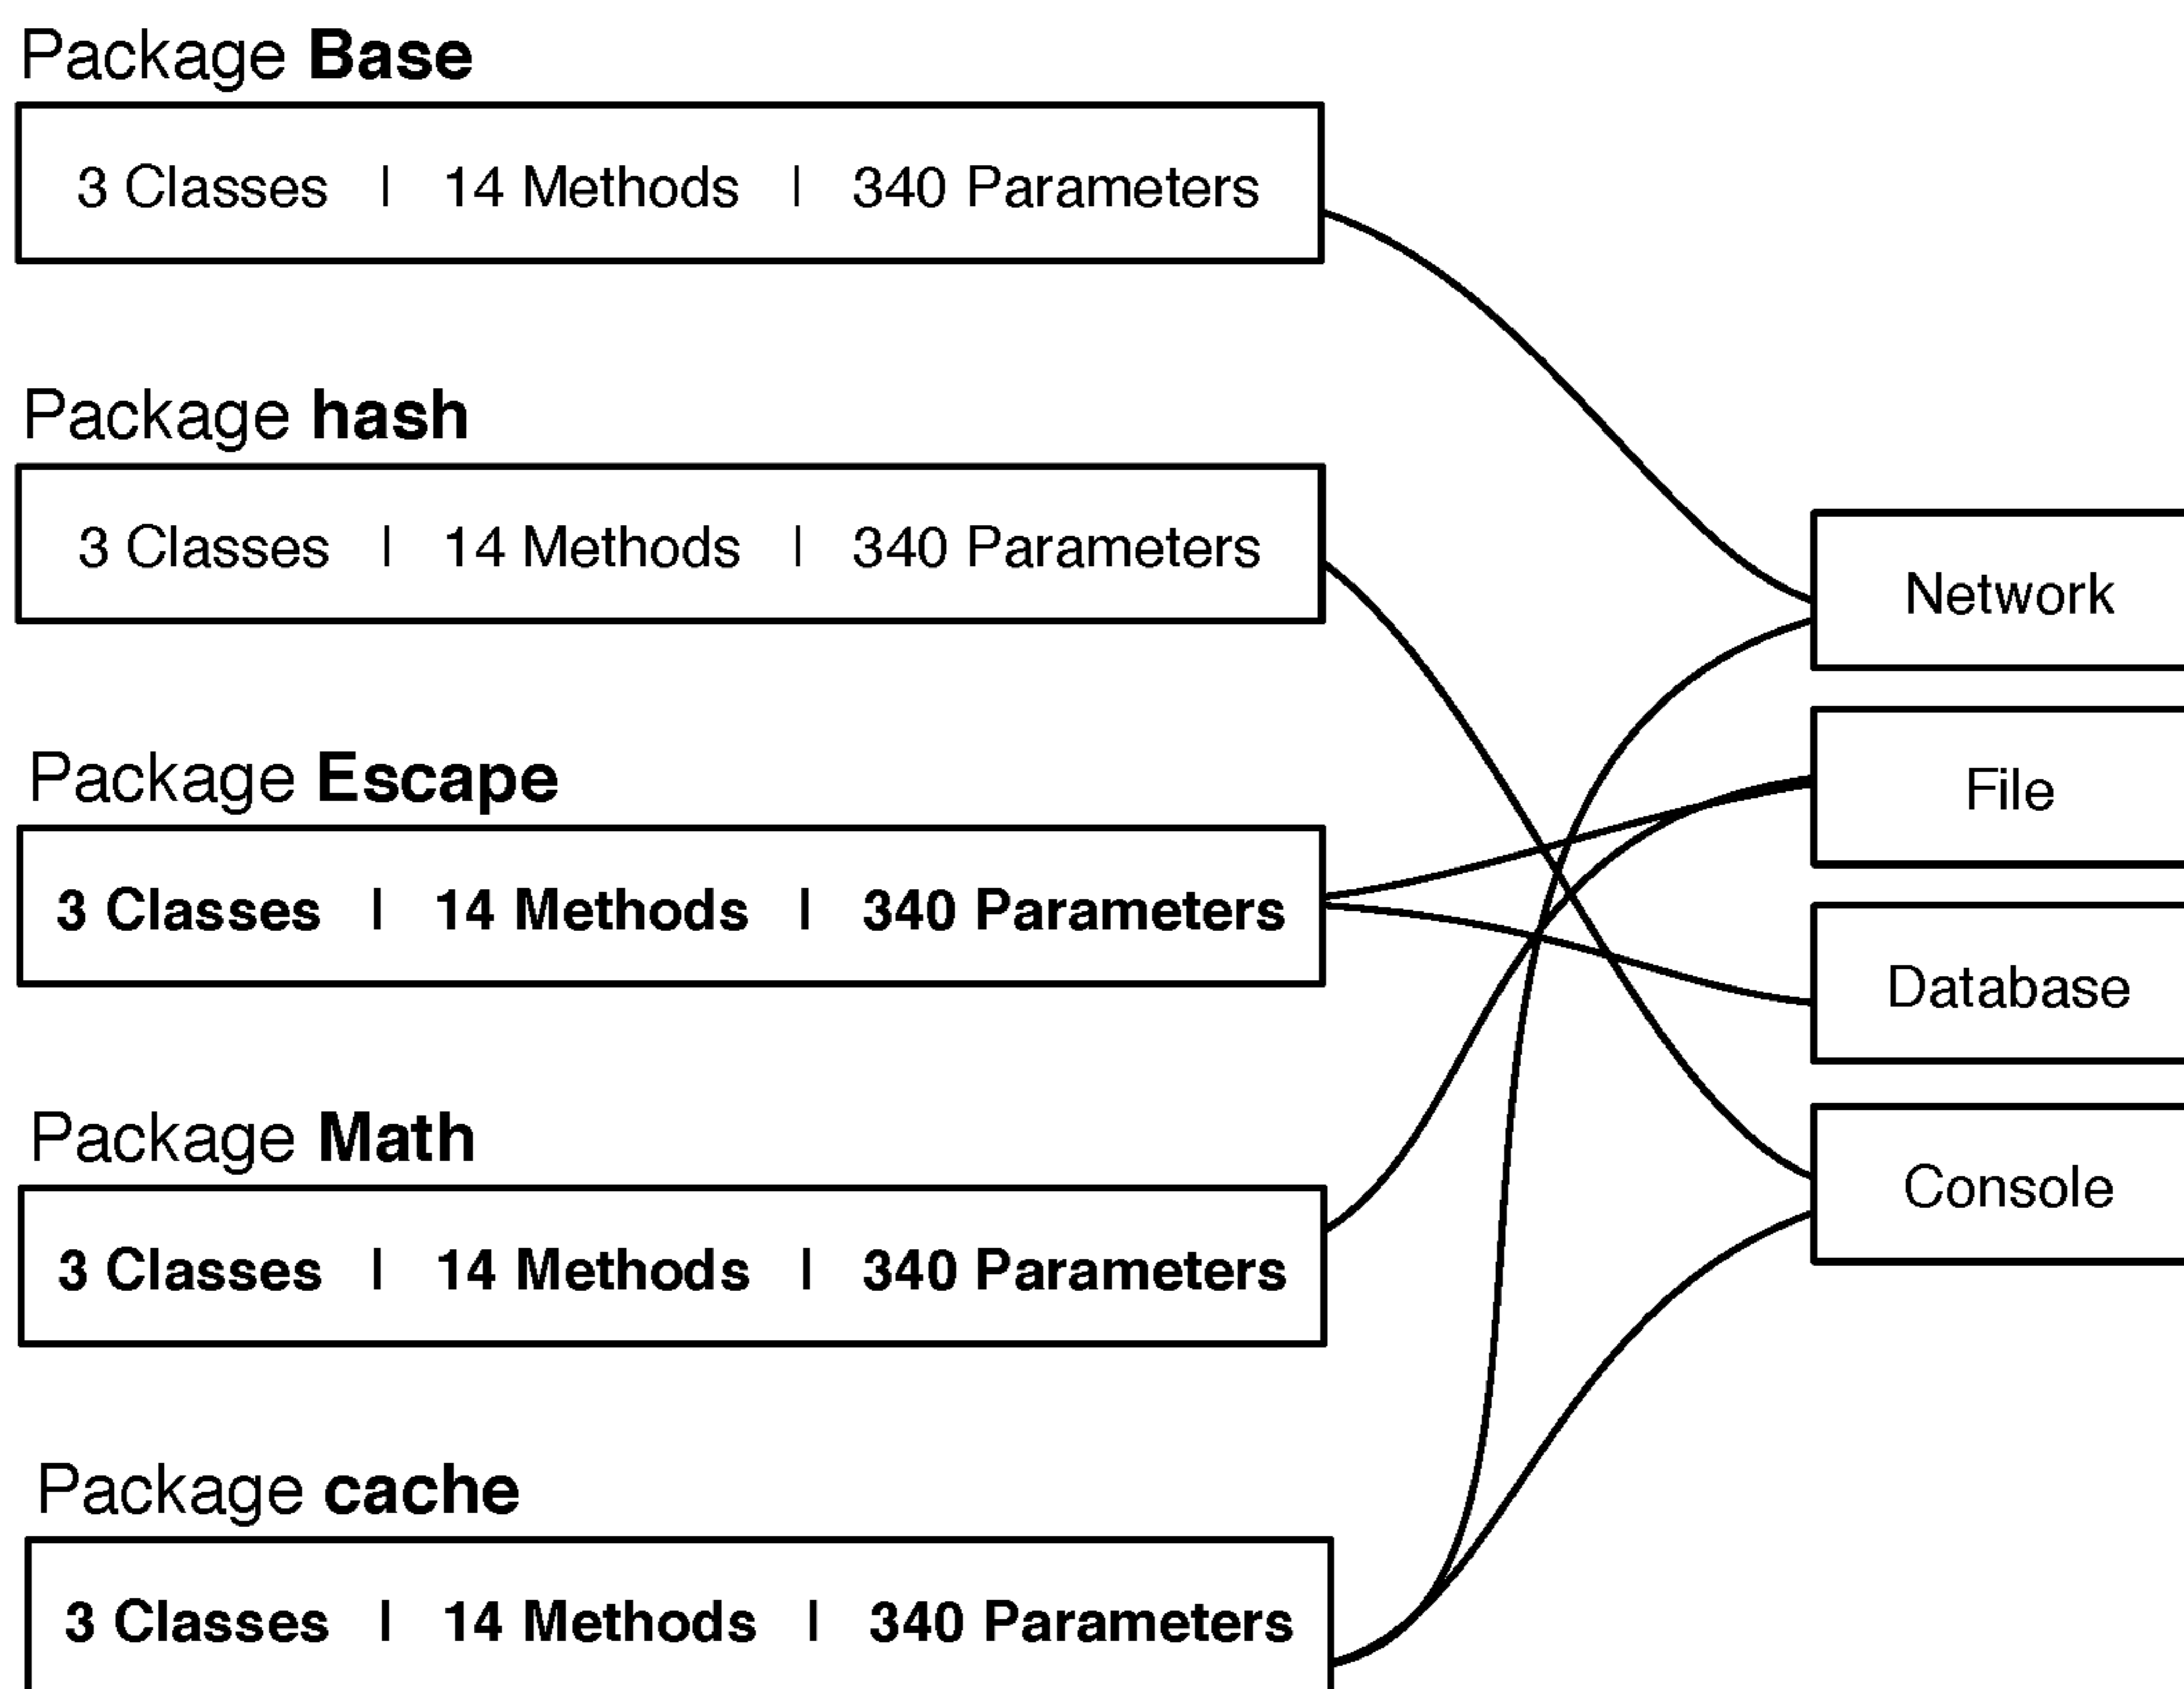 Package Base
3 Classes | 14 Methods | 340 Parameters
Package hash
3 Classes | 14 Methods | 340 Parameters
Network
Package Escape
File
3 Classes | 14 Methods | 340 Parameters
Database
Package Math
Console
3 Classes | 14 Methods | 340 Parameters
Package cache
3 Classes | 14 Methods | 340 Parameters